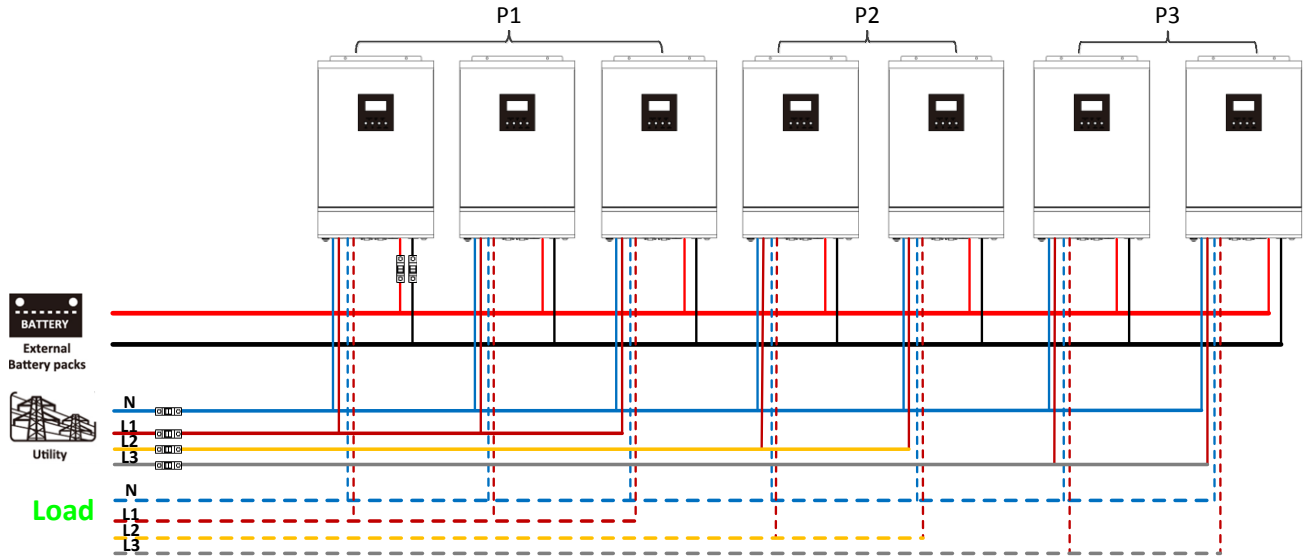 P1
P2
P3
BATTERY
External
Battery packs
Utility
N
L1
L2
L3
Load
N
L1
L2
L3